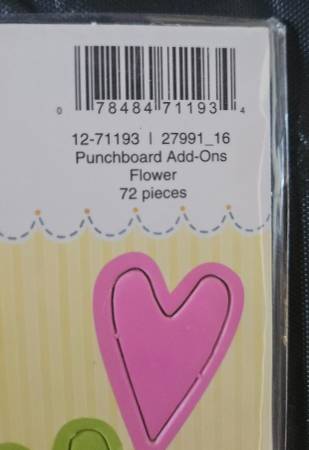 0 78484 71193 4
12-71193 | 27991_16
Punchboard Add-Ons
Flower
72 pieces